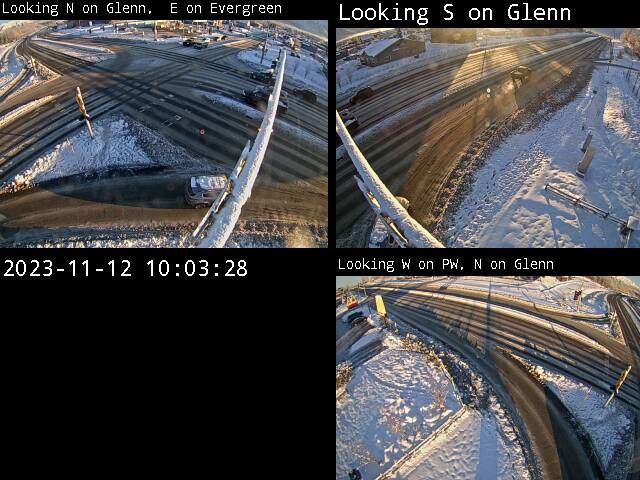 Looking N on Glenn,  E on Evergreen
Looking S on Glenn
2023-11-12 10:03:28
Looking W on PW, N on Glenn